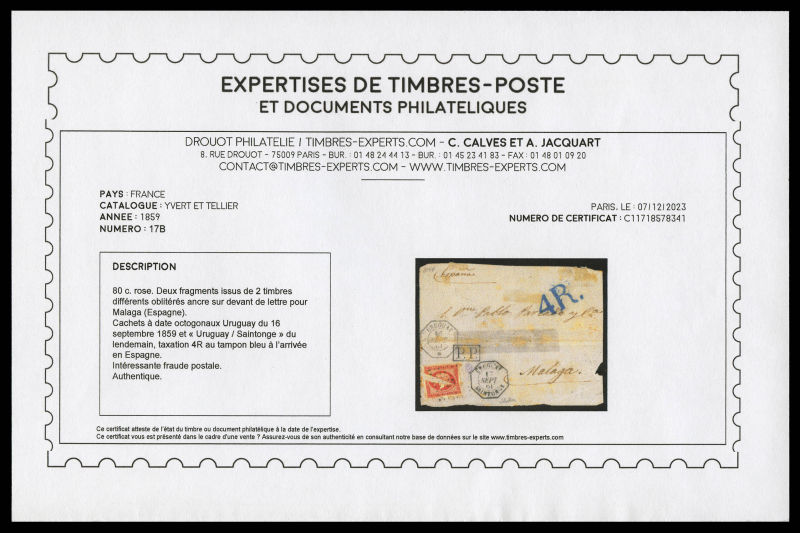 EXPERTISES DE TIMBRES-POSTE
ET DOCUMENTS PHILATELIQUES
DROUOT PHILATELIE / TIMBRES-EXPERTS.COM - C. CALVES ET A. JACQUART
8, RUE DROUOT - 75009 PARIS - BUR. : 01 48 24 44 13 - BUR. : 01 45 23 41 83 - FAX : 01 48 01 09 20
CONTACT@TIMBRES-EXPERTS.COM - WWW.TIMBRES-EXPERTS.COM
PAYS : FRANCE
CATALOGUE : YVERT ET TELLIER
ANNEE : 1859
NUMERO : 17B
PARIS, LE : 07/12/2023
NUMERO DE CERTIFICAT : C11718578341
DESCRIPTION
80 c. rose. Deux fragments issus de 2 timbres
différents oblitérés ancre sur devant de lettre pour
Malaga (Espagne).
Cachets à date octogonaux Uruguay du 16
septembre 1859 et « Uruguay / Saintonge » du
lendemain, taxation 4R au tampon bleu à l'arrivée
en Espagne.
Intéressante fraude postale.
Authentique.
4R.
Pablo
URUGUAY
P.P.
URUGUAY
17
SEPT
SAINTONGE
Malaga.
Ce certificat atteste de l'état du timbre ou document philatélique à la date de l'expertise.
Ce certificat vous est présenté dans le cadre d'une vente ? Assurez-vous de son authenticité en consultant notre base de données sur le site www.timbres-experts.com